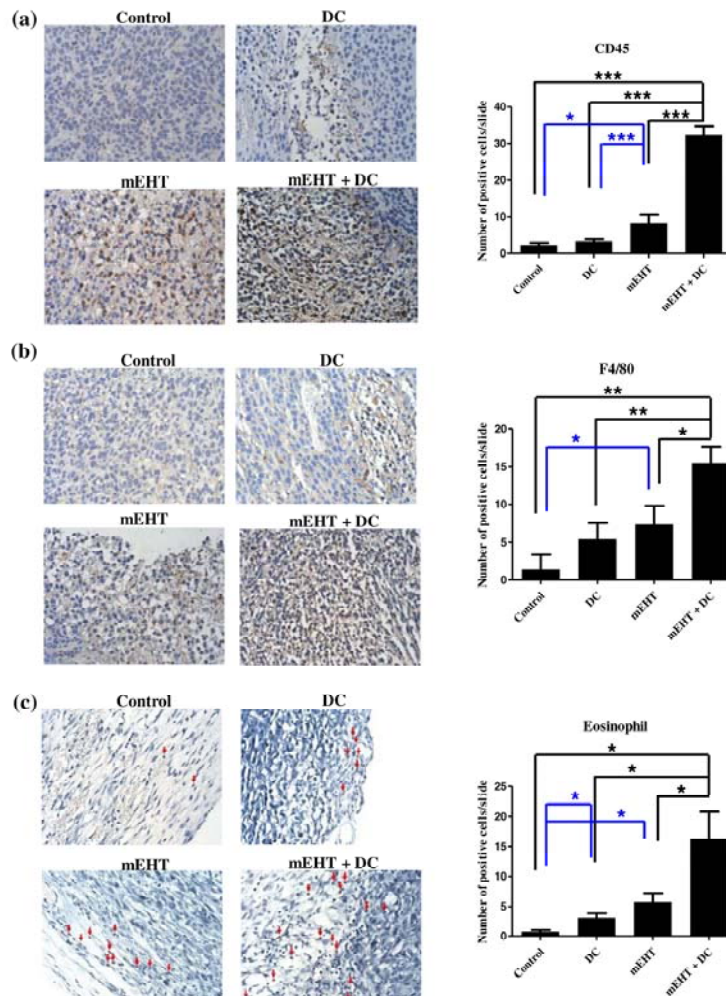 (a)
Control
DC
mEHT
mEHT + DC
CD45
***
***
*
***
***
Number of positive cells/slide
40
30
20
10
0
Control
DC
mEHT
mEHT + DC
(b)
Control
DC
mEHT
mEHT + DC
F4/80
**
**
*
*
Number of positive cells/slide
25
20
15
10
5
0
Control
DC
mEHT
mEHT + DC
(c)
Control
DC
mEHT
mEHT + DC
Eosinophil
*
*
*
*
*
Number of positive cells/slide
25
20
15
10
5
0
Control
DC
mEHT
mEHT + DC